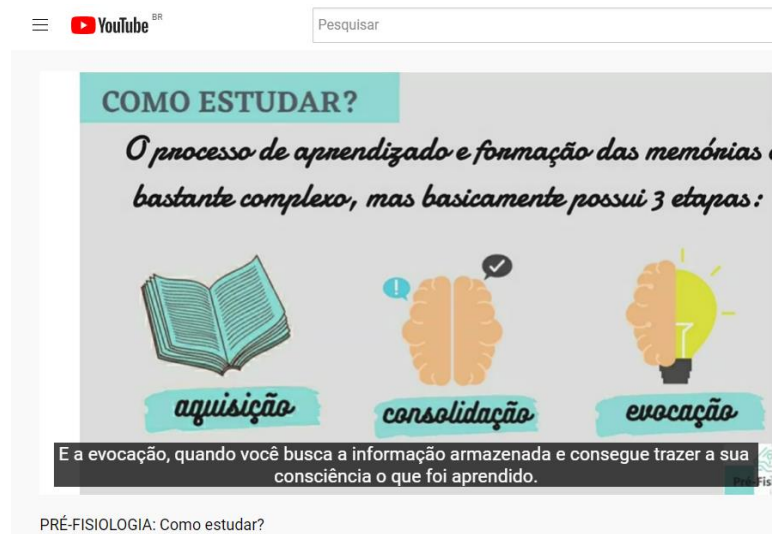 YouTube BR
Pesquisar
COMO ESTUDAR?
O processo de aprendizado e formação das memórias
bastante complexo, mas basicamente possui 3 etapas:
aquisição
consolidação
evocação
E a evocação, quando você busca a informação armazenada e consegue trazer a sua
consciência o que foi aprendido.
PRÉ-FISIOLOGIA: Como estudar?